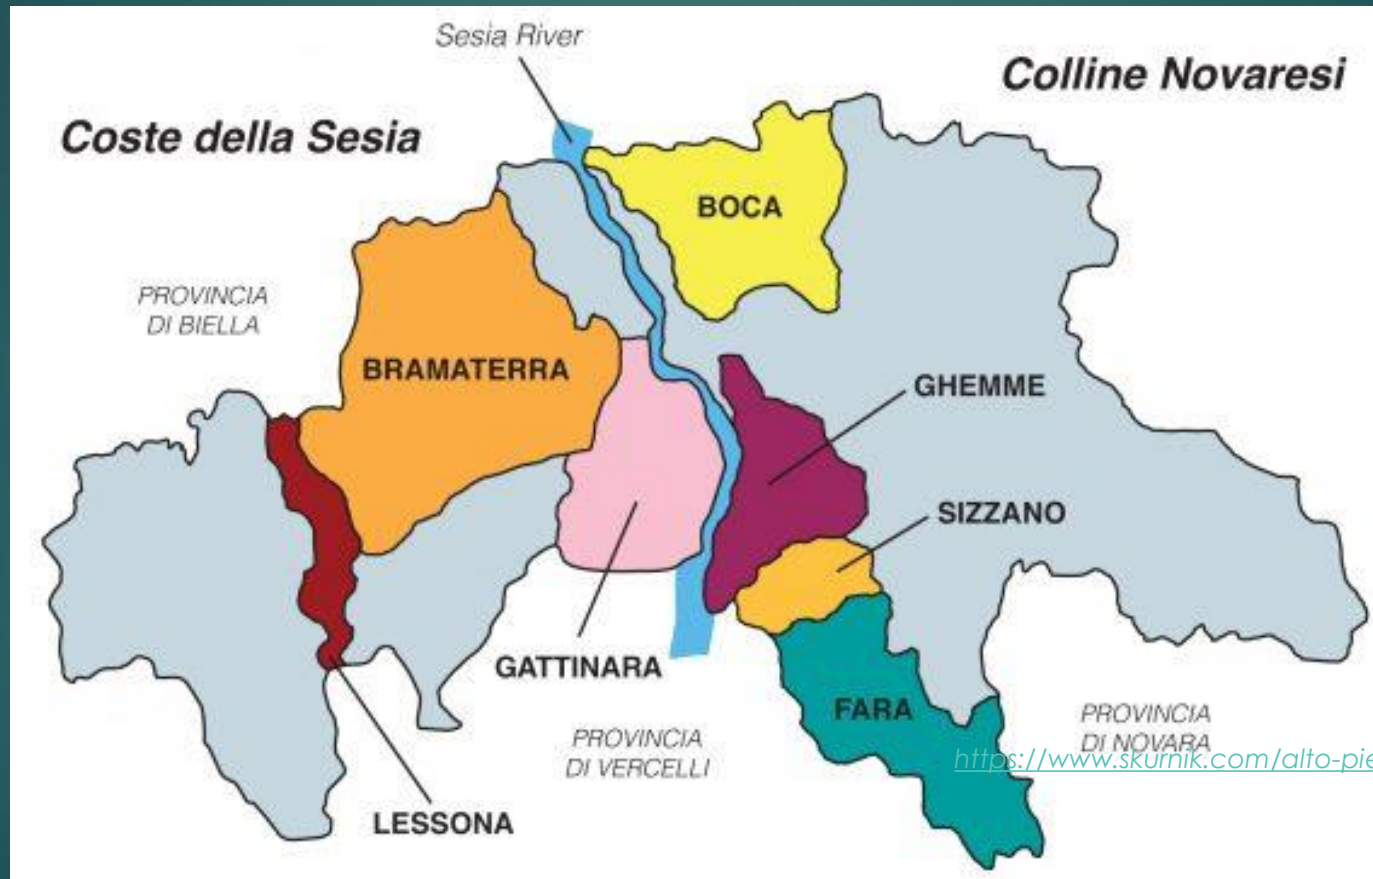 Sesia River
Colline Novaresi
Coste della Sesia
BOCA
PROVINCIA
DI BIELLA
BRAMATERRA
GHEMME
SIZZANO
GATTINARA
FARA
PROVINCIA
DI NOVARA
PROVINCIA
DI VERCELLI
https://www.skurnik.com/alto-pie
LESSONA